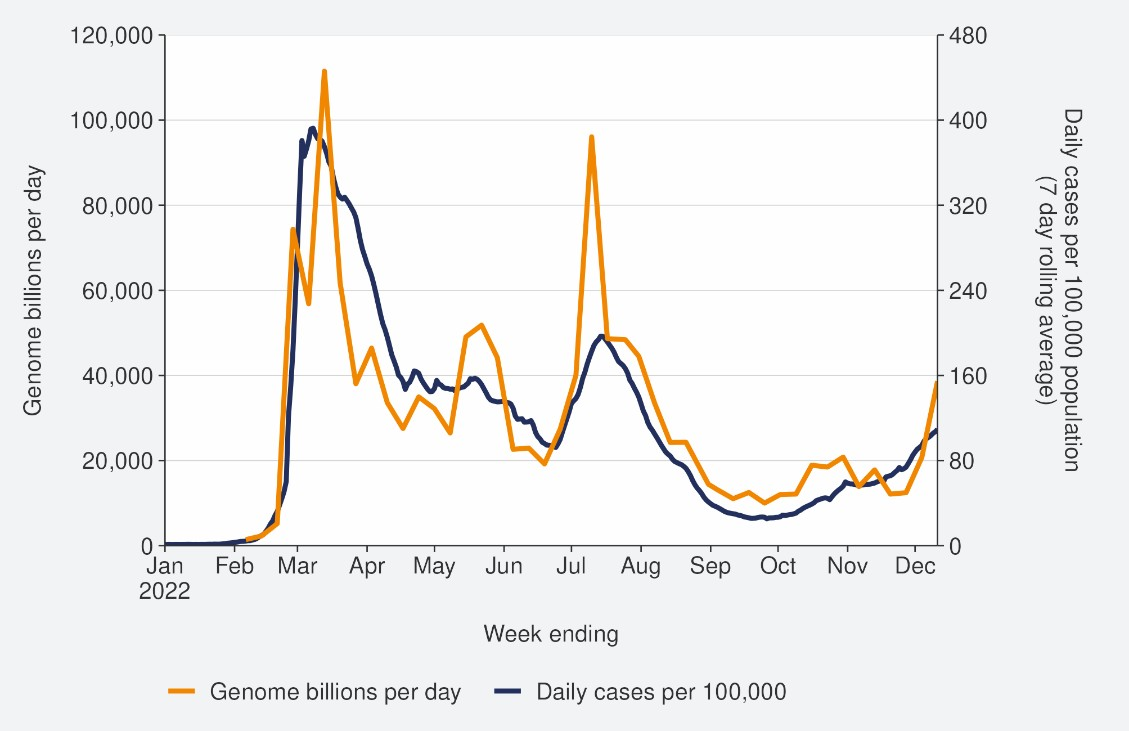 120,000
100,000
80,000
60,000
40,000
20,000
0
Genome billions per day
480
400
320
240
160
80
0
Daily cases per 100,000 population
(7 day rolling average)
Jan Feb Mar Apr May Jun Jul Aug Sep Oct Nov Dec
2022
Week ending
Genome billions per day Daily cases per 100,000